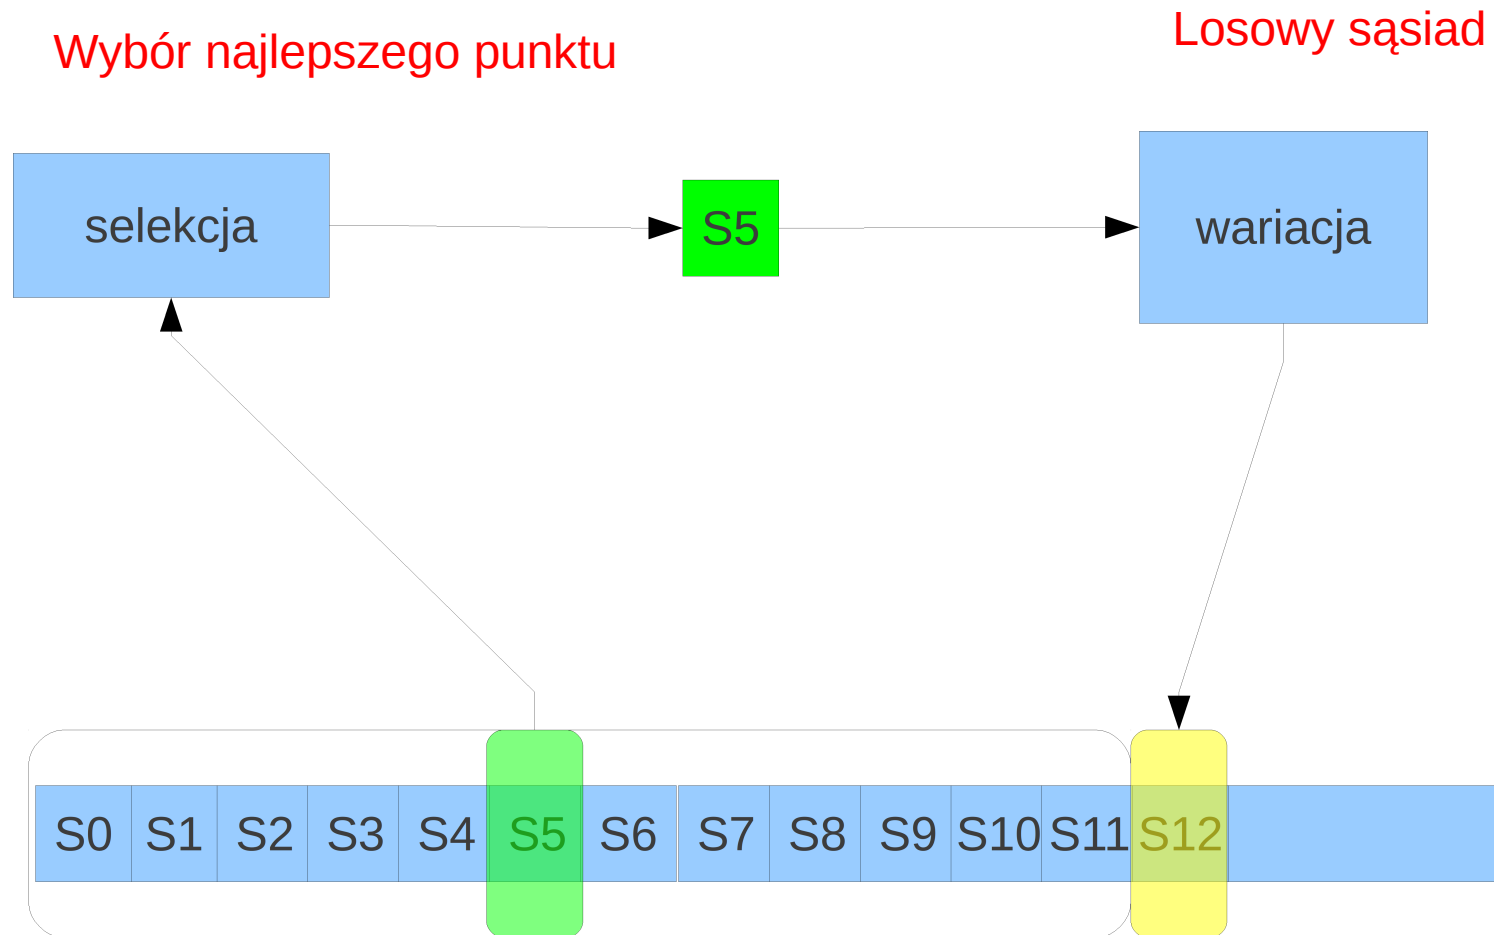 Wybór najlepszego punktu
Losowy sąsiad
selekcja
S5
wariacja
S0 S1 S2 S3 S4 S5 S6 S7 S8 S9 S10 S11 S12